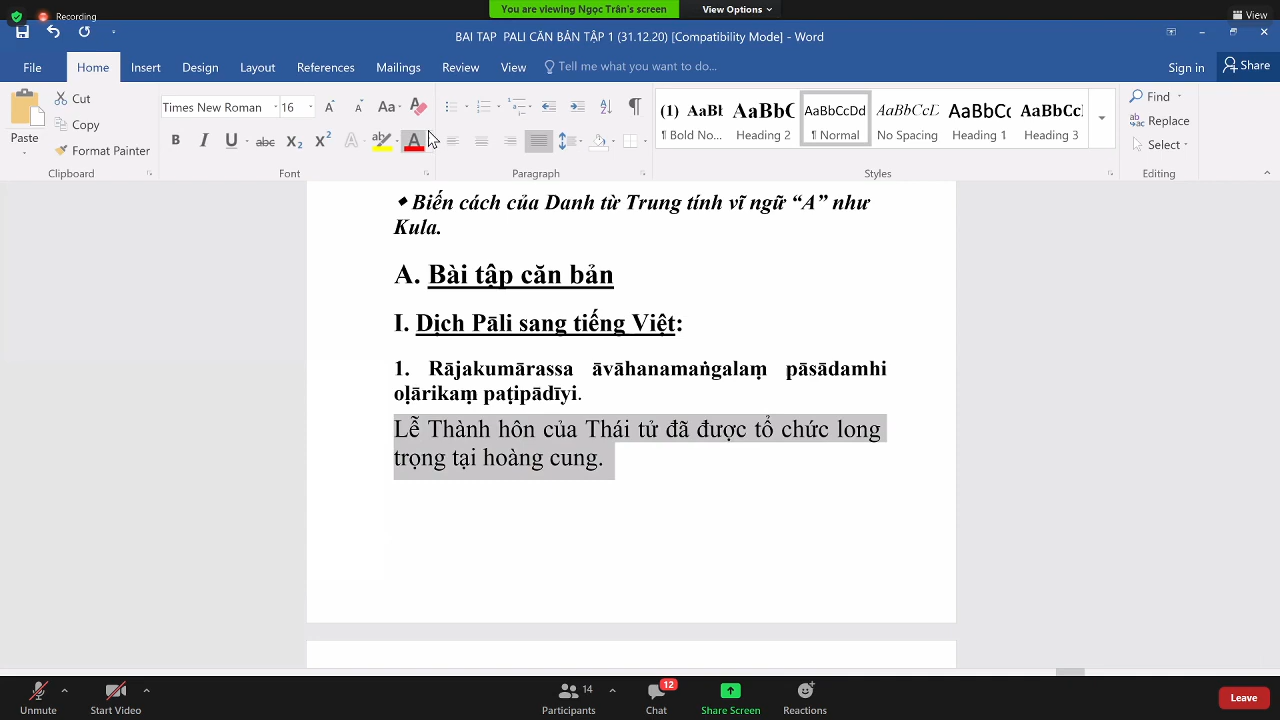 Recording
You are viewing Ngọc Trần's screen
View Options
View
BAI TAP PALI CĂN BẢN TẬP 1 (31.12.20) [Compatibility Mode] - Word
File
Home
Insert
Design
Layout
References
Mailings
Review
View
Tell me what you want to do...
Sign in
Share
Paste
Cut
Copy
Format Painter
Clipboard
Times New Roman
16
Font
Paragraph
(1) AaBb
¶ Bold No...
AaBbC
Heading 2
AaBbCcDd
¶ Normal
AaBbCcL
No Spacing
AaBbCc
Heading 1
AaBbCc
Heading 3
Styles
Find
Replace
Select
Editing
Biến cách của Danh từ Trung tính vĩ ngữ “A” như
Kula.
A. Bài tập căn bản
I. Dịch Pāli sang tiếng Việt:
1. Rājakumārassa āvāhanamaṅgalaṃ pāsādamhi
oḷārikaṃ paṭipādīyi.
Lễ Thành hôn của Thái tử đã được tổ chức long
trọng tại hoàng cung.
Unmute
Start Video
Participants
14
Chat
12
Share Screen
Reactions
Leave